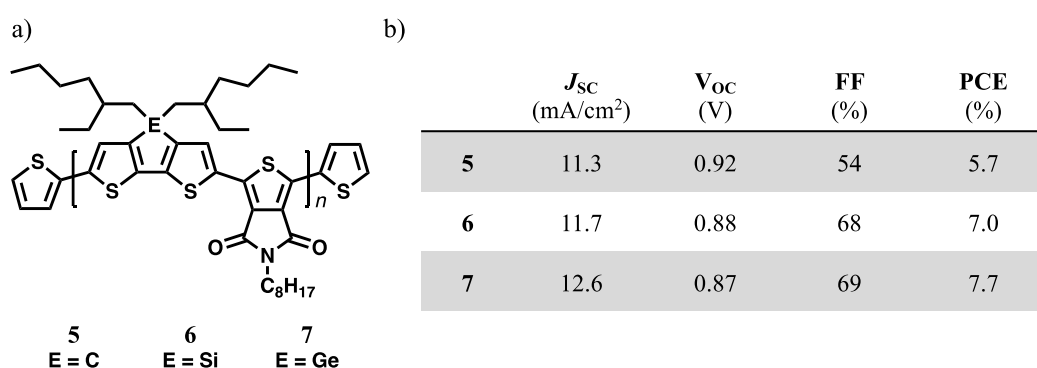 a)
E
S
S
S
S
S
n
O
N
O
C8H17
5 6 7
E = C E = Si E = Ge
b)
JSC VOC FF PCE
(mA/cm2) (V) (%) (%)
5 11.3 0.92 54 5.7
6 11.7 0.88 68 7.0
7 12.6 0.87 69 7.7